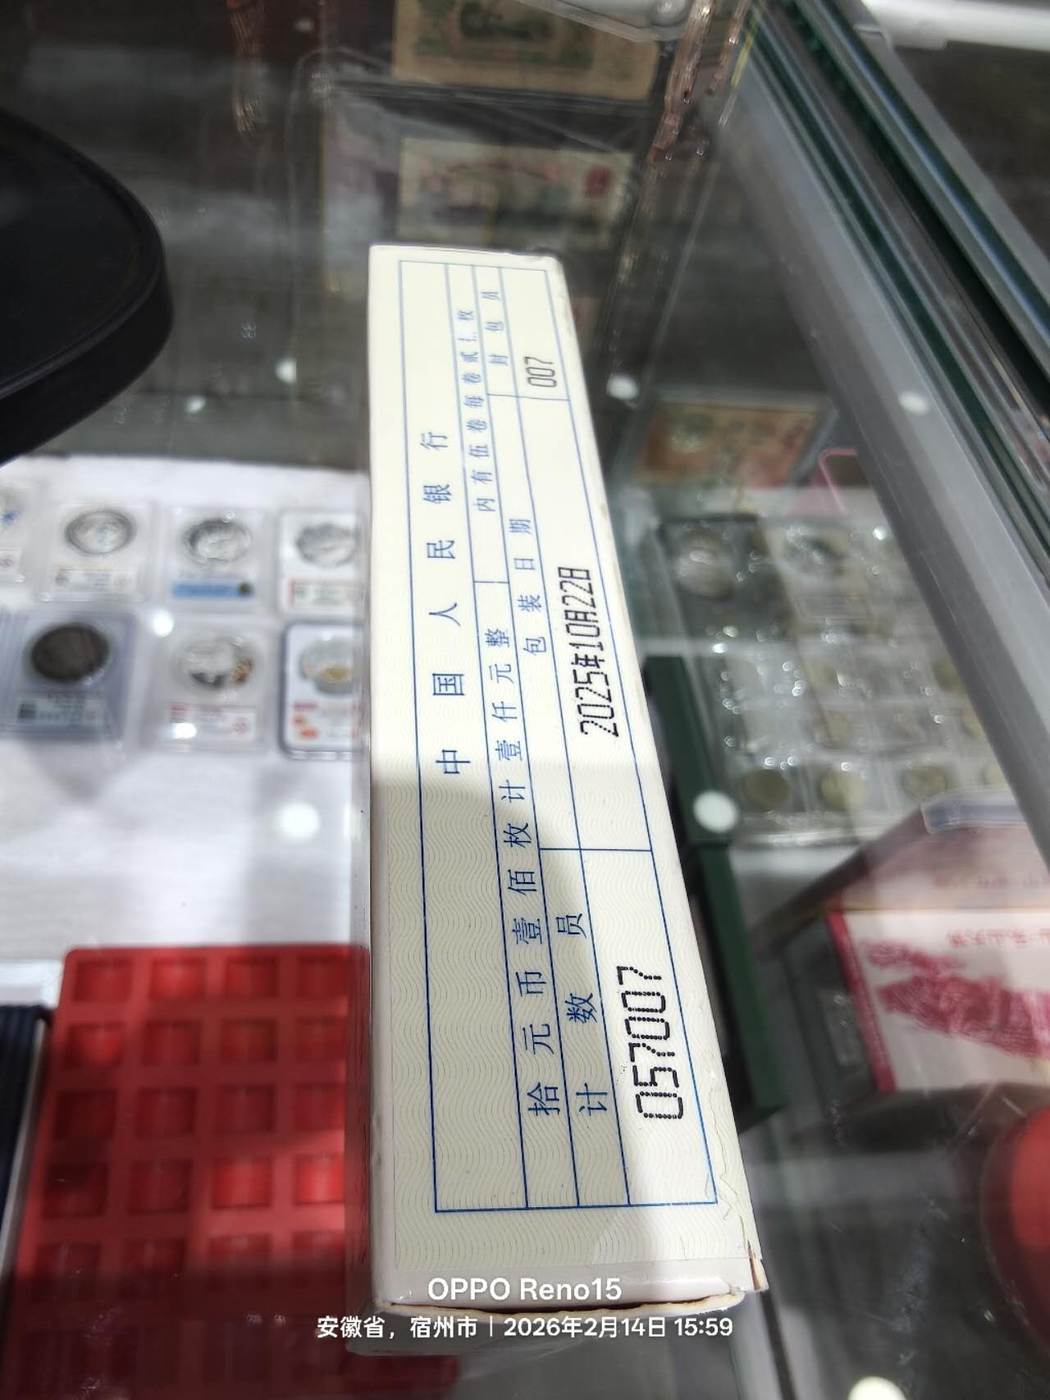 中国人民银行
拾元币壹佰枚计壹仟元整
内有伍卷每卷贰十枚
计数员
包装日期
封包员
057007
2025年10月22日
007
OPPO Reno15
安徽省，宿州市｜2026年2月14日 15:59